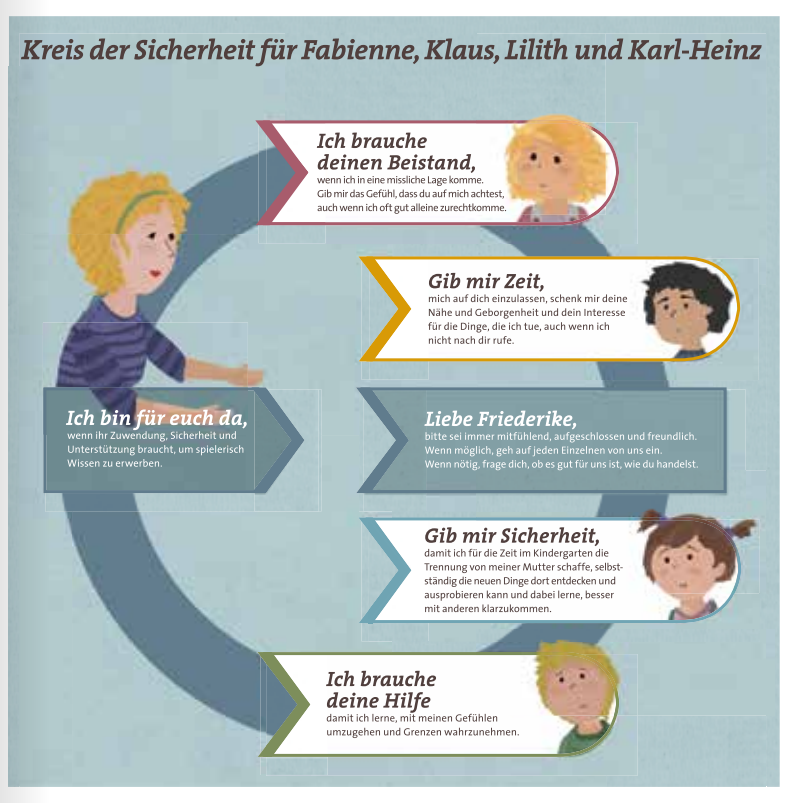 Kreis der Sicherheit für Fabienne, Klaus, Lilith und Karl-Heinz
Ich brauche
deinen Beistand,
wenn ich in eine missliche Lage komme.
Gib mir das Gefühl, dass du auf mich achtest,
auch wenn ich oft gut alleine zurechtkomme.
Gib mir Zeit,
mich auf dich einzulassen, schenk mir deine
Nähe und Geborgenheit und dein Interesse
für die Dinge, die ich tue, auch wenn ich
nicht nach dir rufe.
Ich bin für euch da,
wenn ihr Zuwendung, Sicherheit und
Unterstützung braucht, um spielerisch
Wissen zu erwerben.
Liebe Friederike,
bitte sei immer mitfühlend, aufgeschlossen und freundlich.
Wenn möglich, geh auf jeden Einzelnen von uns ein.
Wenn nötig, frage dich, ob es gut für uns ist, wie du handelst.
Gib mir Sicherheit,
damit ich für die Zeit im Kindergarten die
Trennung von meiner Mutter schaffe, selbst-
ständig die neuen Dinge dort entdecken und
ausprobieren kann und dabei lerne, besser
mit anderen klarzukommen.
Ich brauche
deine Hilfe
damit ich lerne, mit meinen Gefühlen
umzugehen und Grenzen wahrzunehmen.